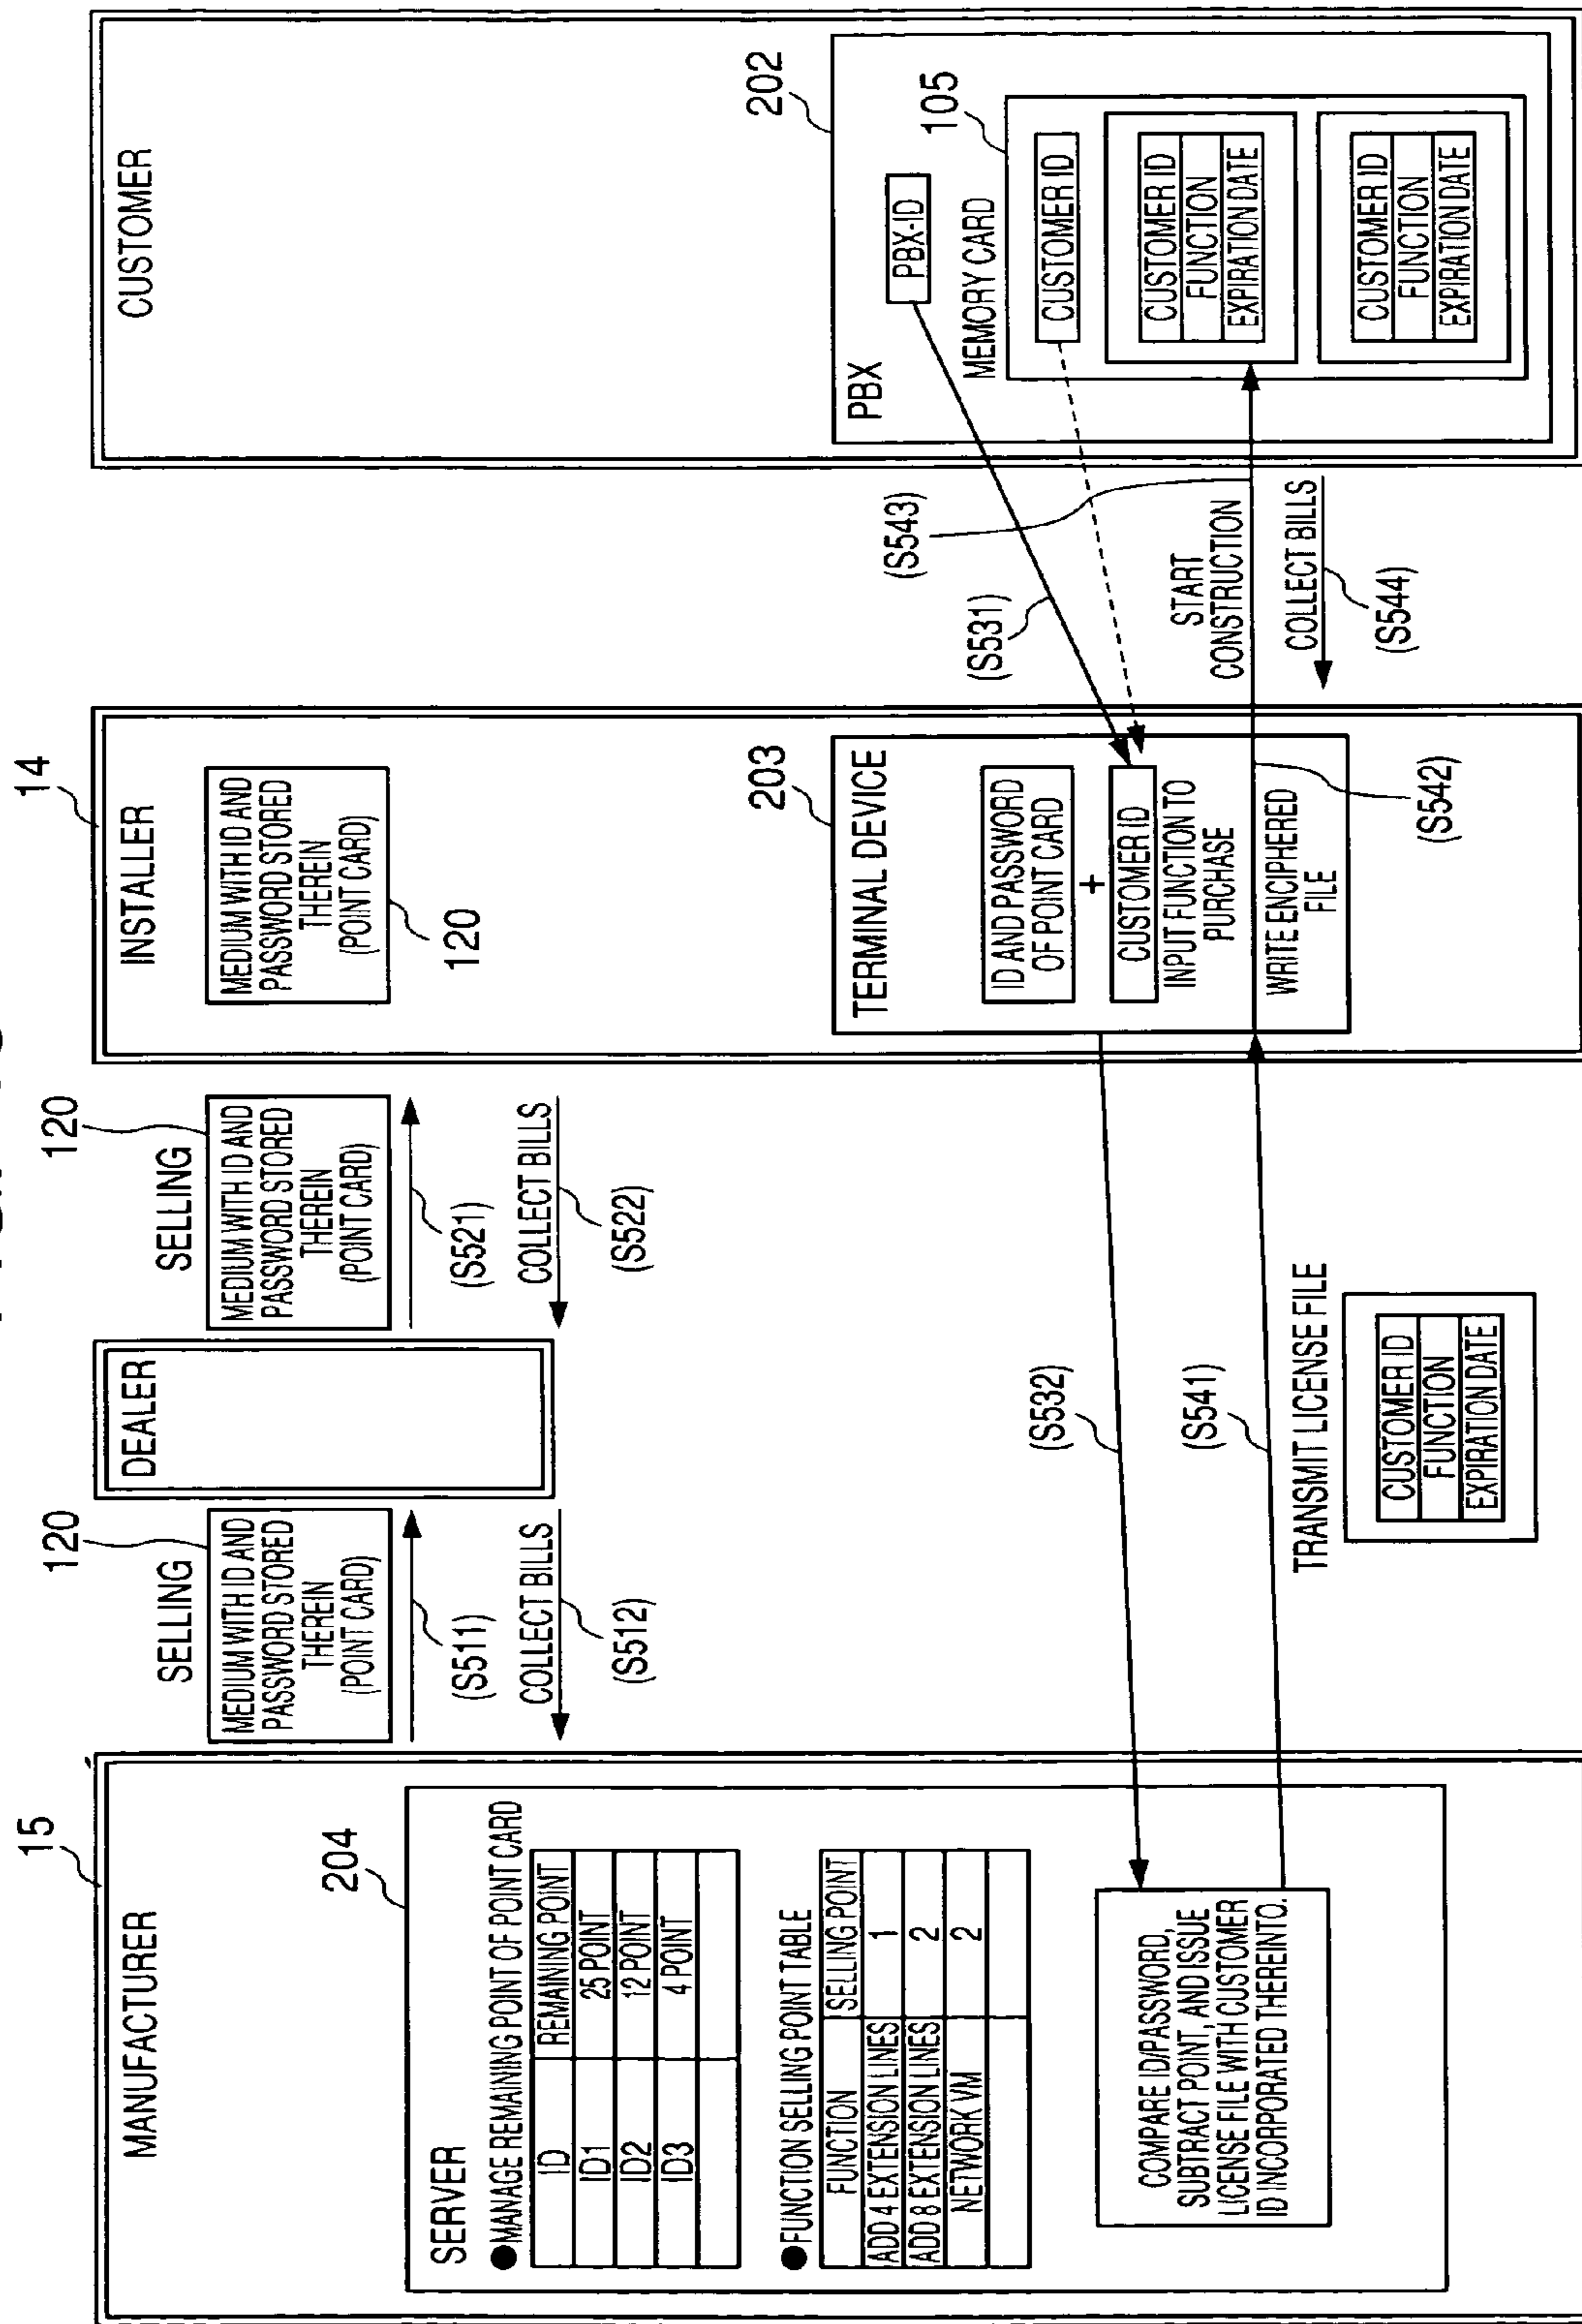 15
MANUFACTURER
204
SERVER
●MANAGE REMAINING POINT OF POINT CARD
ID REMAINING POINT
ID1 25 POINT
ID2 12 POINT
ID3 4 POINT
●FUNCTION SELLING POINT TABLE
FUNCTION SELLING POINT
ADD 4 EXTENSION LINES 1
ADD 8 EXTENSION LINES 2
NETWORK VM 2
COMPARE ID/PASSWORD,
SUBTRACT POINT, AND ISSUE
LICENSE FILE WITH CUSTOMER
ID INCORPORATED THEREINTO.
120
SELLING
MEDIUM WITH ID AND
PASSWORD STORED
THEREIN
(POINT CARD)
(S511)
COLLECT BILLS
(S512)
DEALER
120
SELLING
MEDIUM WITH ID AND
PASSWORD STORED
THEREIN
(POINT CARD)
(S521)
COLLECT BILLS
(S522)
(S532)
(S541)
TRANSMIT LICENSE FILE
CUSTOMER ID
FUNCTION
EXPIRATION DATE
14
INSTALLER
MEDIUM WITH ID AND
PASSWORD STORED
THEREIN
(POINT CARD)
120
203
TERMINAL DEVICE
ID AND PASSWORD
OF POINT CARD
+
CUSTOMER ID
INPUT FUNCTION TO
PURCHASE
WRITE ENCIPHERED
FILE
(S542)
(S531)
(S543)
START
CONSTRUCTION
COLLECT BILLS
(S544)
CUSTOMER
202
PBX
PBX-ID
MEMORY CARD
105
CUSTOMER ID
CUSTOMER ID
FUNCTION
EXPIRATION DATE
CUSTOMER ID
FUNCTION
EXPIRATION DATE